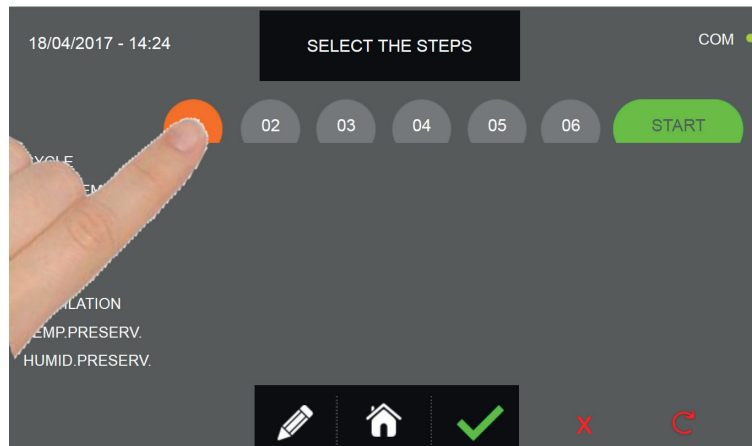 18/04/2017 - 14:24
SELECT THE STEPS
COM
02
03
04
05
06
START
HUMID.PRESERV.